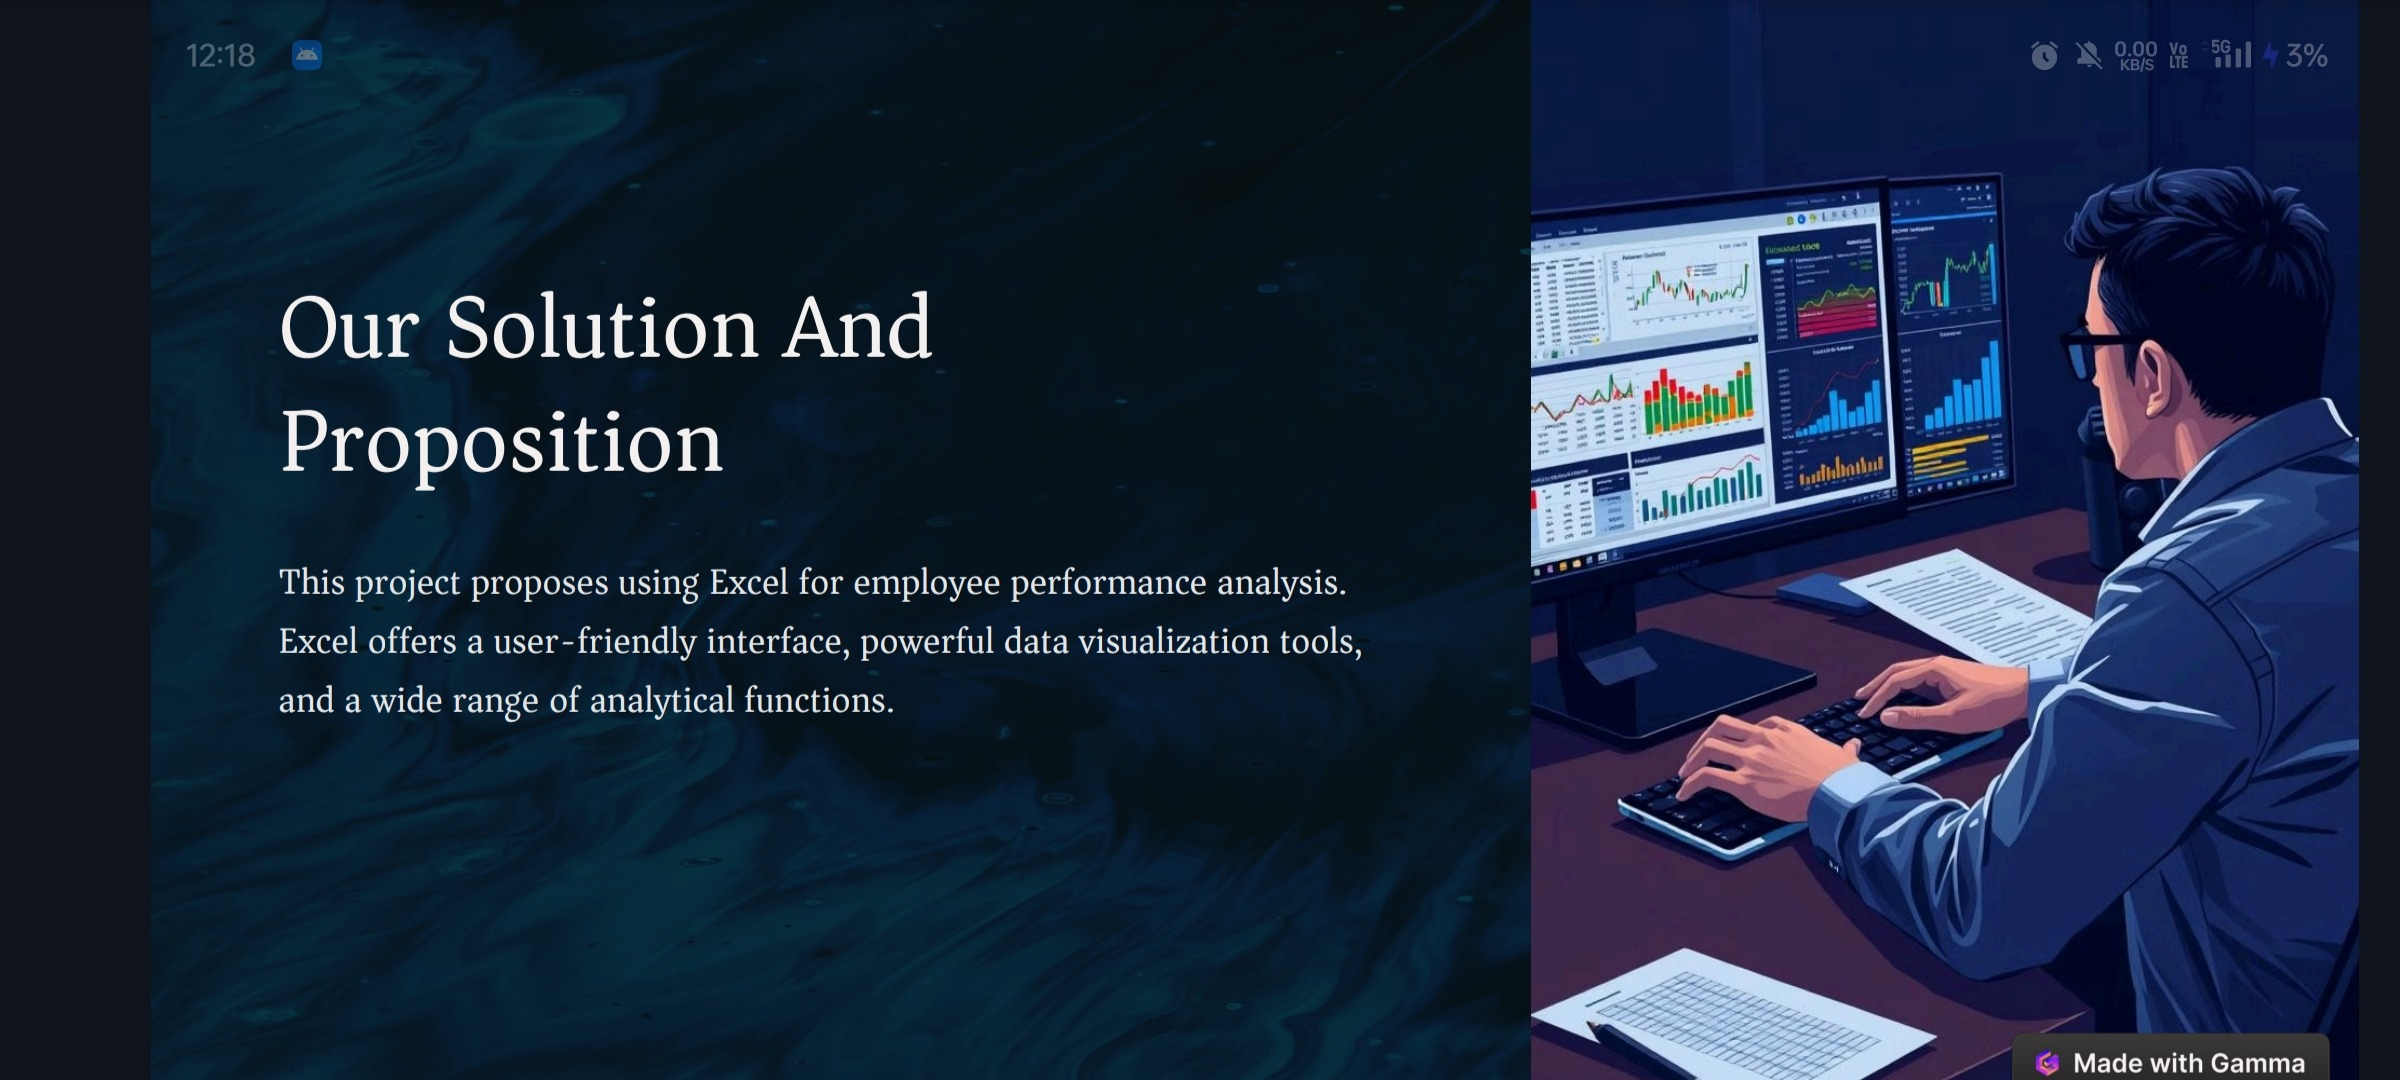 12:18
0.00
KB/S
Vo
LTE
5G
3%
Our Solution And
Proposition
This project proposes using Excel for employee performance analysis.
Excel offers a user-friendly interface, powerful data visualization tools,
and a wide range of analytical functions.
Made with Gamma